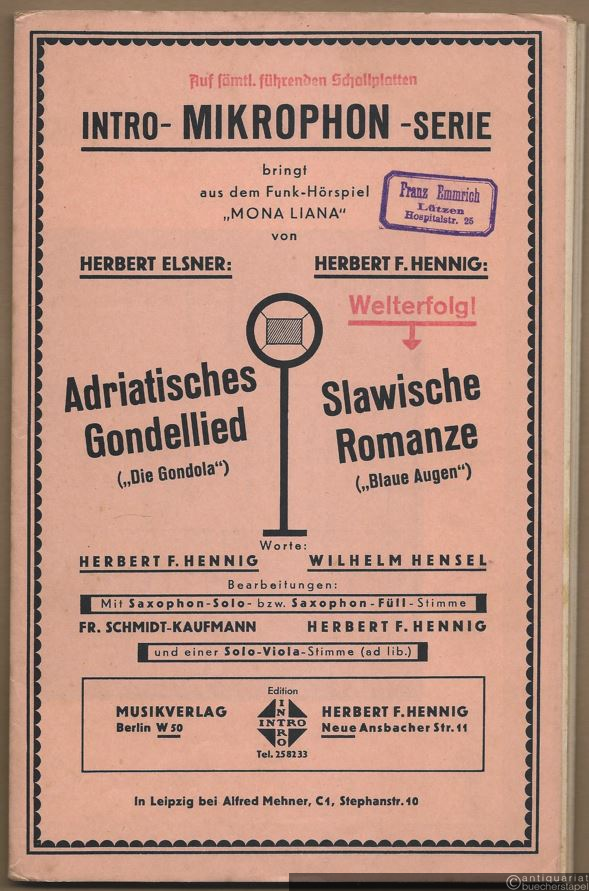 Auf sämtl. führenden Schallplatten
INTRO- MIKROPHON -SERIE
bringt
aus dem Funk-Hörspiel
„MONA LIANA“
von
Franz Emmrich
Lützen
Hospitalstr. 25
HERBERT ELSNER: HERBERT F. HENNIG:
Welterfolg!
Adriatisches
Gondellied
(„Die Gondola“)
Slawische
Romanze
(„Blaue Augen“)
Worte:
HERBERT F. HENNIG WILHELM HENSEL
Bearbeitungen:
Mit Saxophon-Solo- bzw. Saxophon-Füll-Stimme
FR. SCHMIDT-KAUFMANN HERBERT F. HENNIG
und einer Solo-Viola-Stimme (ad lib.)
Edition
MUSIKVERLAG
Berlin W 50
INTRO
INTRO
Tel. 258233
HERBERT F. HENNIG
Neue Ansbacher Str. 11
In Leipzig bei Alfred Mehner, C1, Stephanstr. 10
antiquariat
buecherstapel